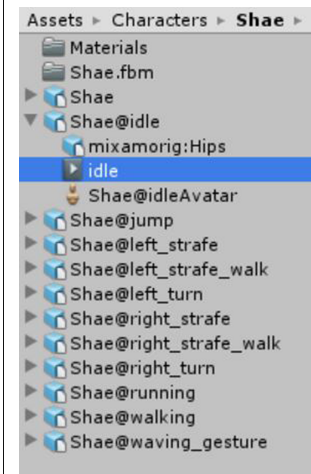 Assets ▸ Characters ▸ Shae ▸
Materials
Shae.fbm
Shae
Shae@idle
mixamorig:Hips
idle
Shae@idleAvatar
Shae@jump
Shae@left_strafe
Shae@left_strafe_walk
Shae@left_turn
Shae@right_strafe
Shae@right_strafe_walk
Shae@right_turn
Shae@running
Shae@walking
Shae@waving_gesture